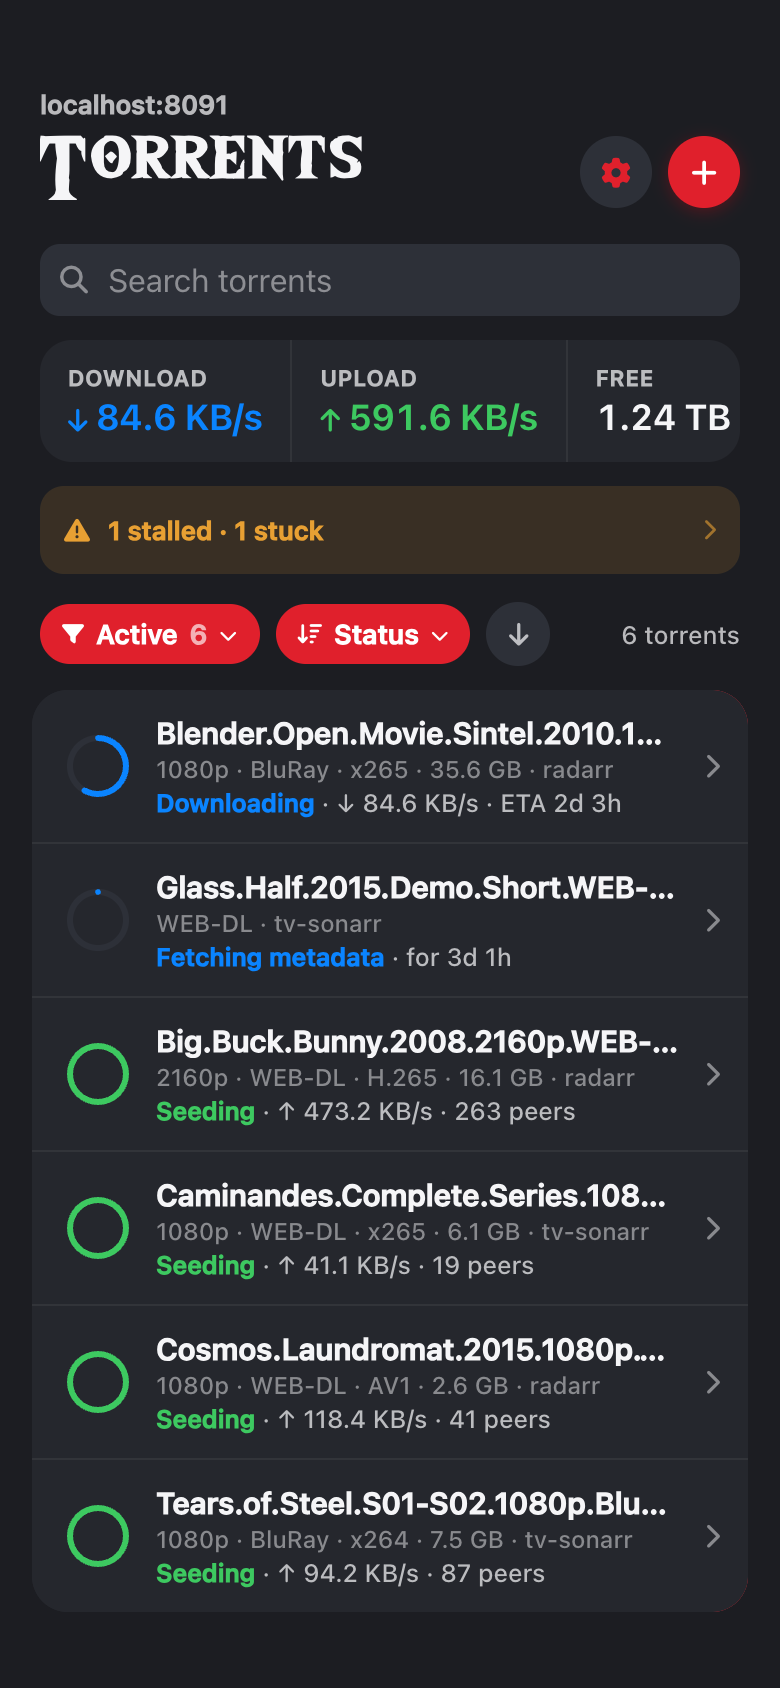 localhost:8091
TORRENTS
Search torrents
DOWNLOAD
↓ 84.6 KB/s
UPLOAD
↑ 591.6 KB/s
FREE
1.24 TB
1 stalled · 1 stuck
Active 6
Status
6 torrents
Blender.Open.Movie.Sintel.2010.1...
1080p · BluRay · x265 · 35.6 GB · radarr
Downloading · ↓ 84.6 KB/s · ETA 2d 3h
Glass.Half.2015.Demo.Short.WEB-...
WEB-DL · tv-sonarr
Fetching metadata · for 3d 1h
Big.Buck.Bunny.2008.2160p.WEB-...
2160p · WEB-DL · H.265 · 16.1 GB · radarr
Seeding · ↑ 473.2 KB/s · 263 peers
Caminandes.Complete.Series.108...
1080p · WEB-DL · x265 · 6.1 GB · tv-sonarr
Seeding · ↑ 41.1 KB/s · 19 peers
Cosmos.Laundromat.2015.1080p....
1080p · WEB-DL · AV1 · 2.6 GB · radarr
Seeding · ↑ 118.4 KB/s · 41 peers
Tears.of.Steel.S01-S02.1080p.Blu...
1080p · BluRay · x264 · 7.5 GB · tv-sonarr
Seeding · ↑ 94.2 KB/s · 87 peers